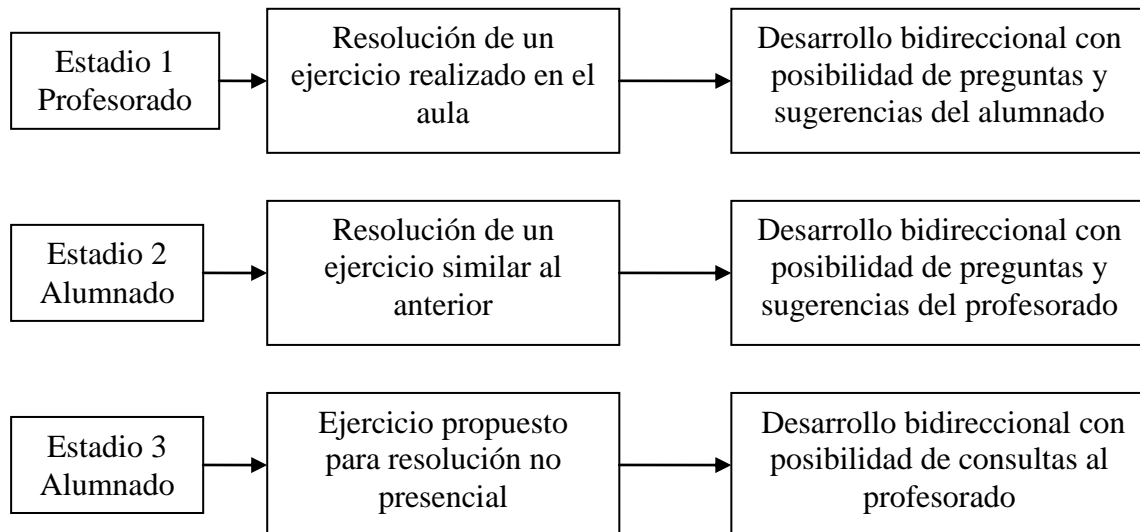 Estadio 1
Profesorado
Resolución de un
ejercicio realizado en el
aula
Desarrollo bidireccional con
posibilidad de preguntas y
sugerencias del alumnado
Estadio 2
Alumnado
Resolución de un
ejercicio similar al
anterior
Desarrollo bidireccional con
posibilidad de preguntas y
sugerencias del profesorado
Estadio 3
Alumnado
Ejercicio propuesto
para resolución no
presencial
Desarrollo bidireccional con
posibilidad de consultas al
profesorado